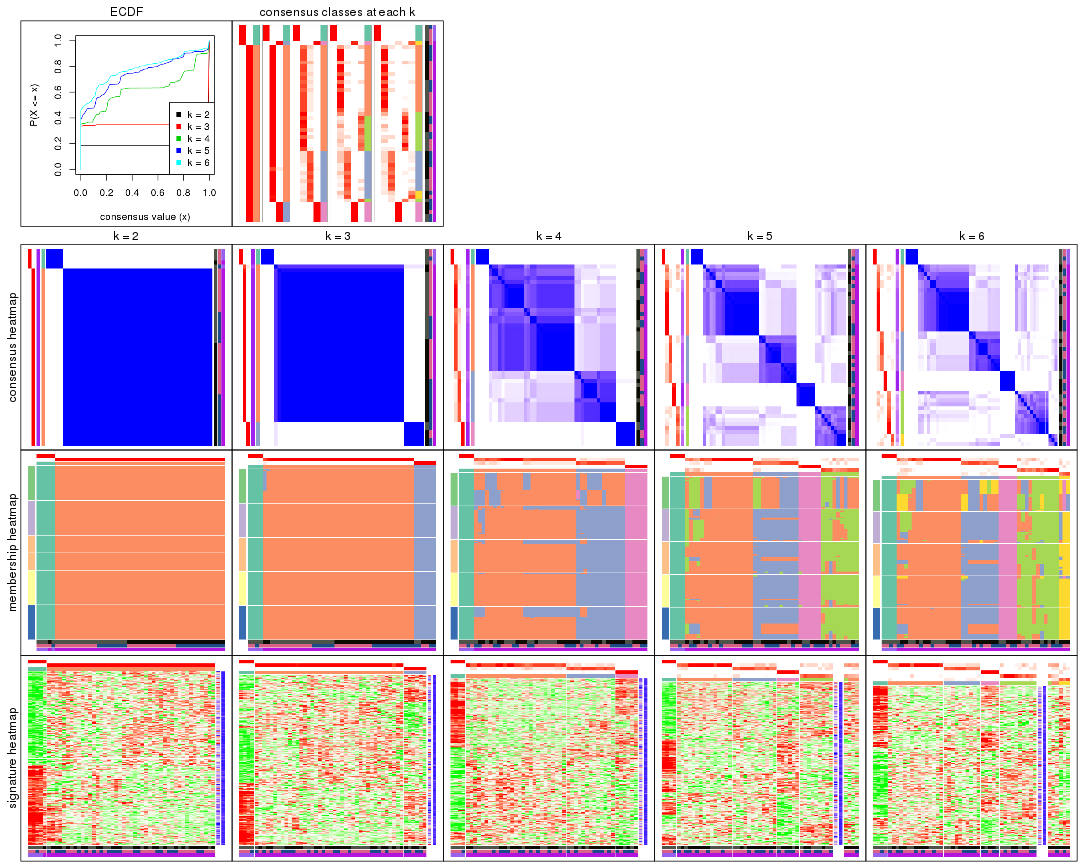 ECDF
consensus classes at each k
P(X <= x)
0.0 0.2 0.4 0.6 0.8 1.0
k = 2
k = 3
k = 4
k = 5
k = 6
0.0 0.2 0.4 0.6 0.8 1.0
consensus value (x)
k = 2 k = 3 k = 4 k = 5 k = 6
consensus heatmap
membership heatmap
signature heatmap